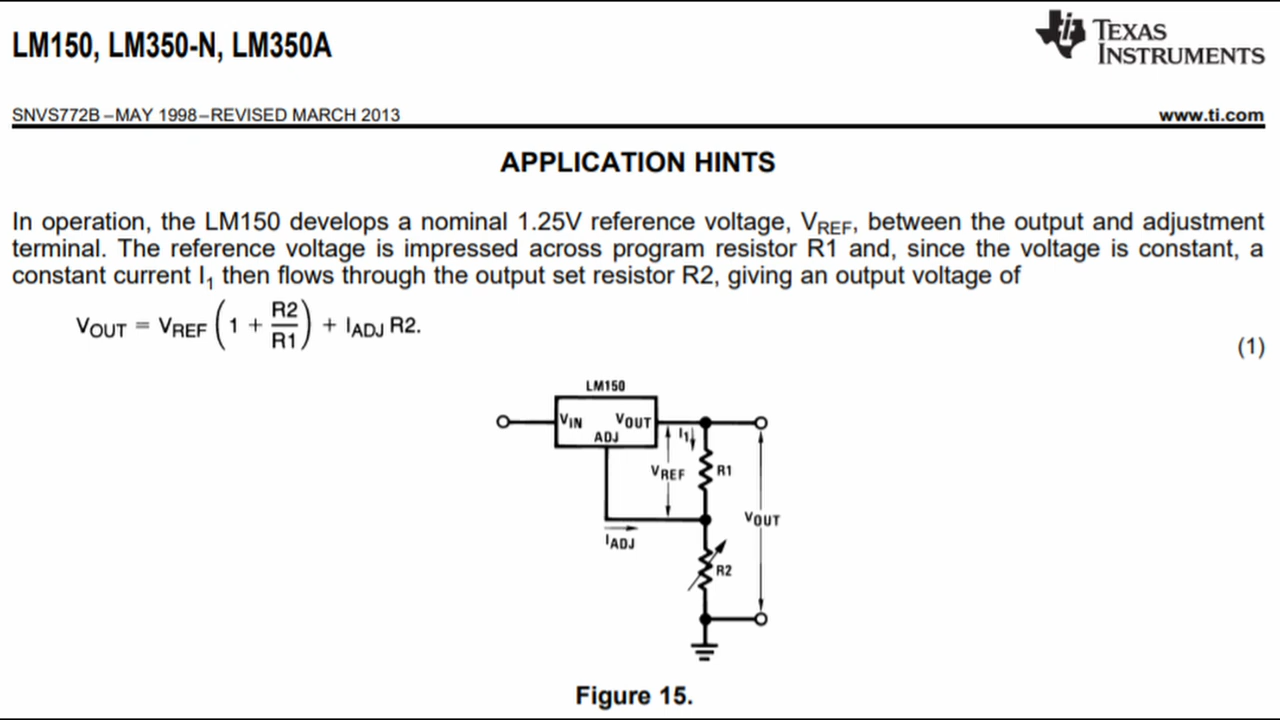 LM150, LM350-N, LM350A
TEXAS
INSTRUMENTS
SNVS772B –MAY 1998–REVISED MARCH 2013
www.ti.com
APPLICATION HINTS
In operation, the LM150 develops a nominal 1.25V reference voltage, VREF, between the output and adjustment
terminal. The reference voltage is impressed across program resistor R1 and, since the voltage is constant, a
constant current I1 then flows through the output set resistor R2, giving an output voltage of
VOUT = VREF (1 + R2/R1) + IADJ R2.
(1)
LM150
VIN
VOUT
ADJ
I1
VREF
R1
VOUT
IADJ
R2
Figure 15.